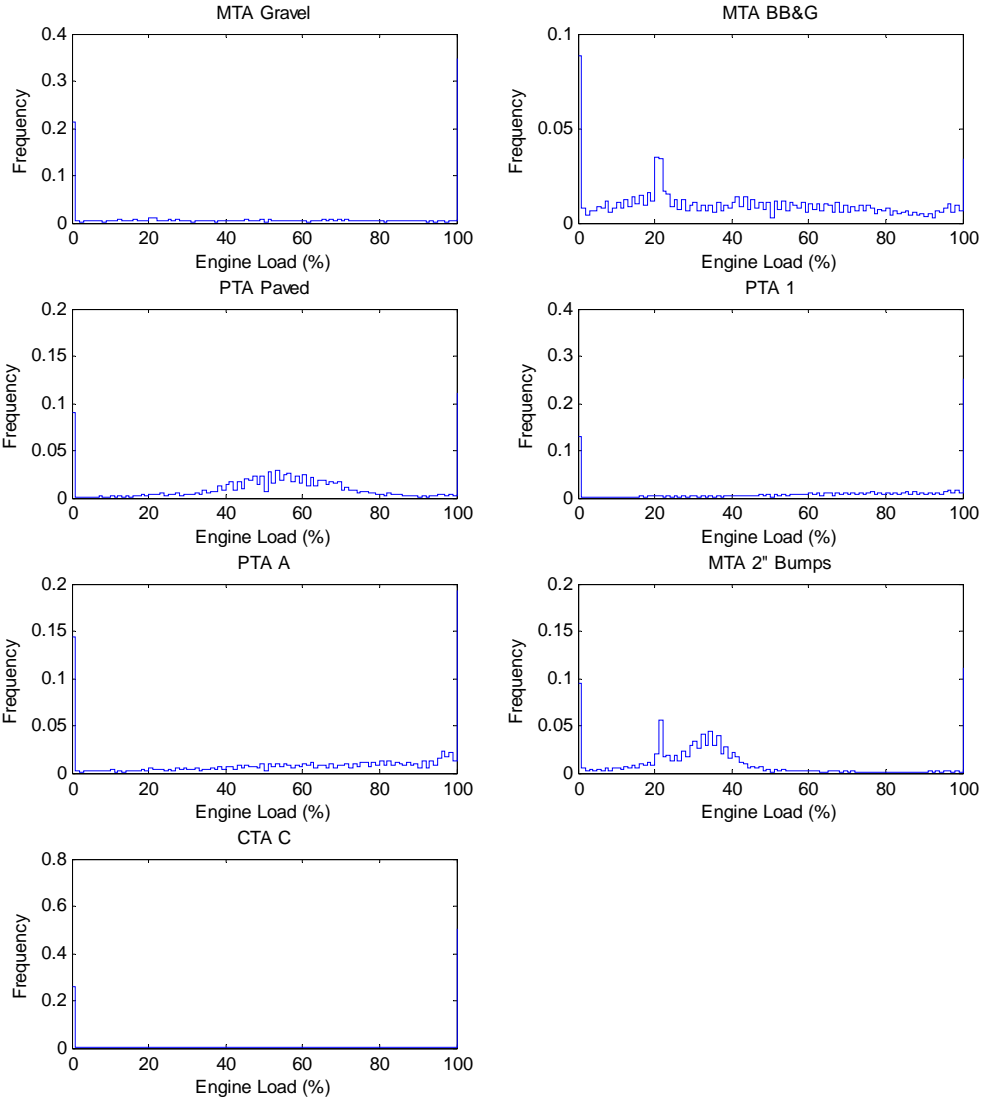 MTA Gravel
0.4
0.3
0.2
0.1
0
Frequency
0 20 40 60 80 100
Engine Load (%)
MTA BB&G
0.1
0.05
0
Frequency
0 20 40 60 80 100
Engine Load (%)
PTA Paved
0.2
0.15
0.1
0.05
0
Frequency
0 20 40 60 80 100
Engine Load (%)
PTA 1
0.4
0.3
0.2
0.1
0
Frequency
0 20 40 60 80 100
Engine Load (%)
PTA A
0.2
0.15
0.1
0.05
0
Frequency
0 20 40 60 80 100
Engine Load (%)
MTA 2" Bumps
0.2
0.15
0.1
0.05
0
Frequency
0 20 40 60 80 100
Engine Load (%)
CTA C
0.8
0.6
0.4
0.2
0
Frequency
0 20 40 60 80 100
Engine Load (%)